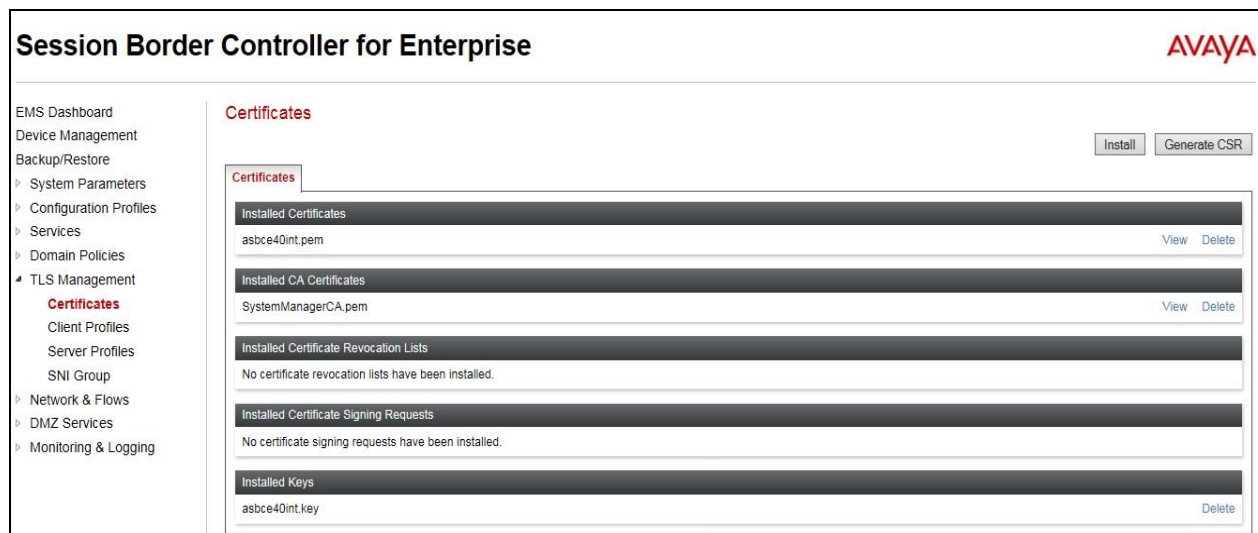 Session Border Controller for Enterprise
AVAYA
EMS Dashboard
Device Management
Backup/Restore
System Parameters
Configuration Profiles
Services
Domain Policies
TLS Management
Certificates
Client Profiles
Server Profiles
SNI Group
Network & Flows
DMZ Services
Monitoring & Logging
Certificates
Install Generate CSR
Certificates
Installed Certificates
asbce40int.pem View Delete
Installed CA Certificates
SystemManagerCA.pem View Delete
Installed Certificate Revocation Lists
No certificate revocation lists have been installed.
Installed Certificate Signing Requests
No certificate signing requests have been installed.
Installed Keys
asbce40int.key Delete